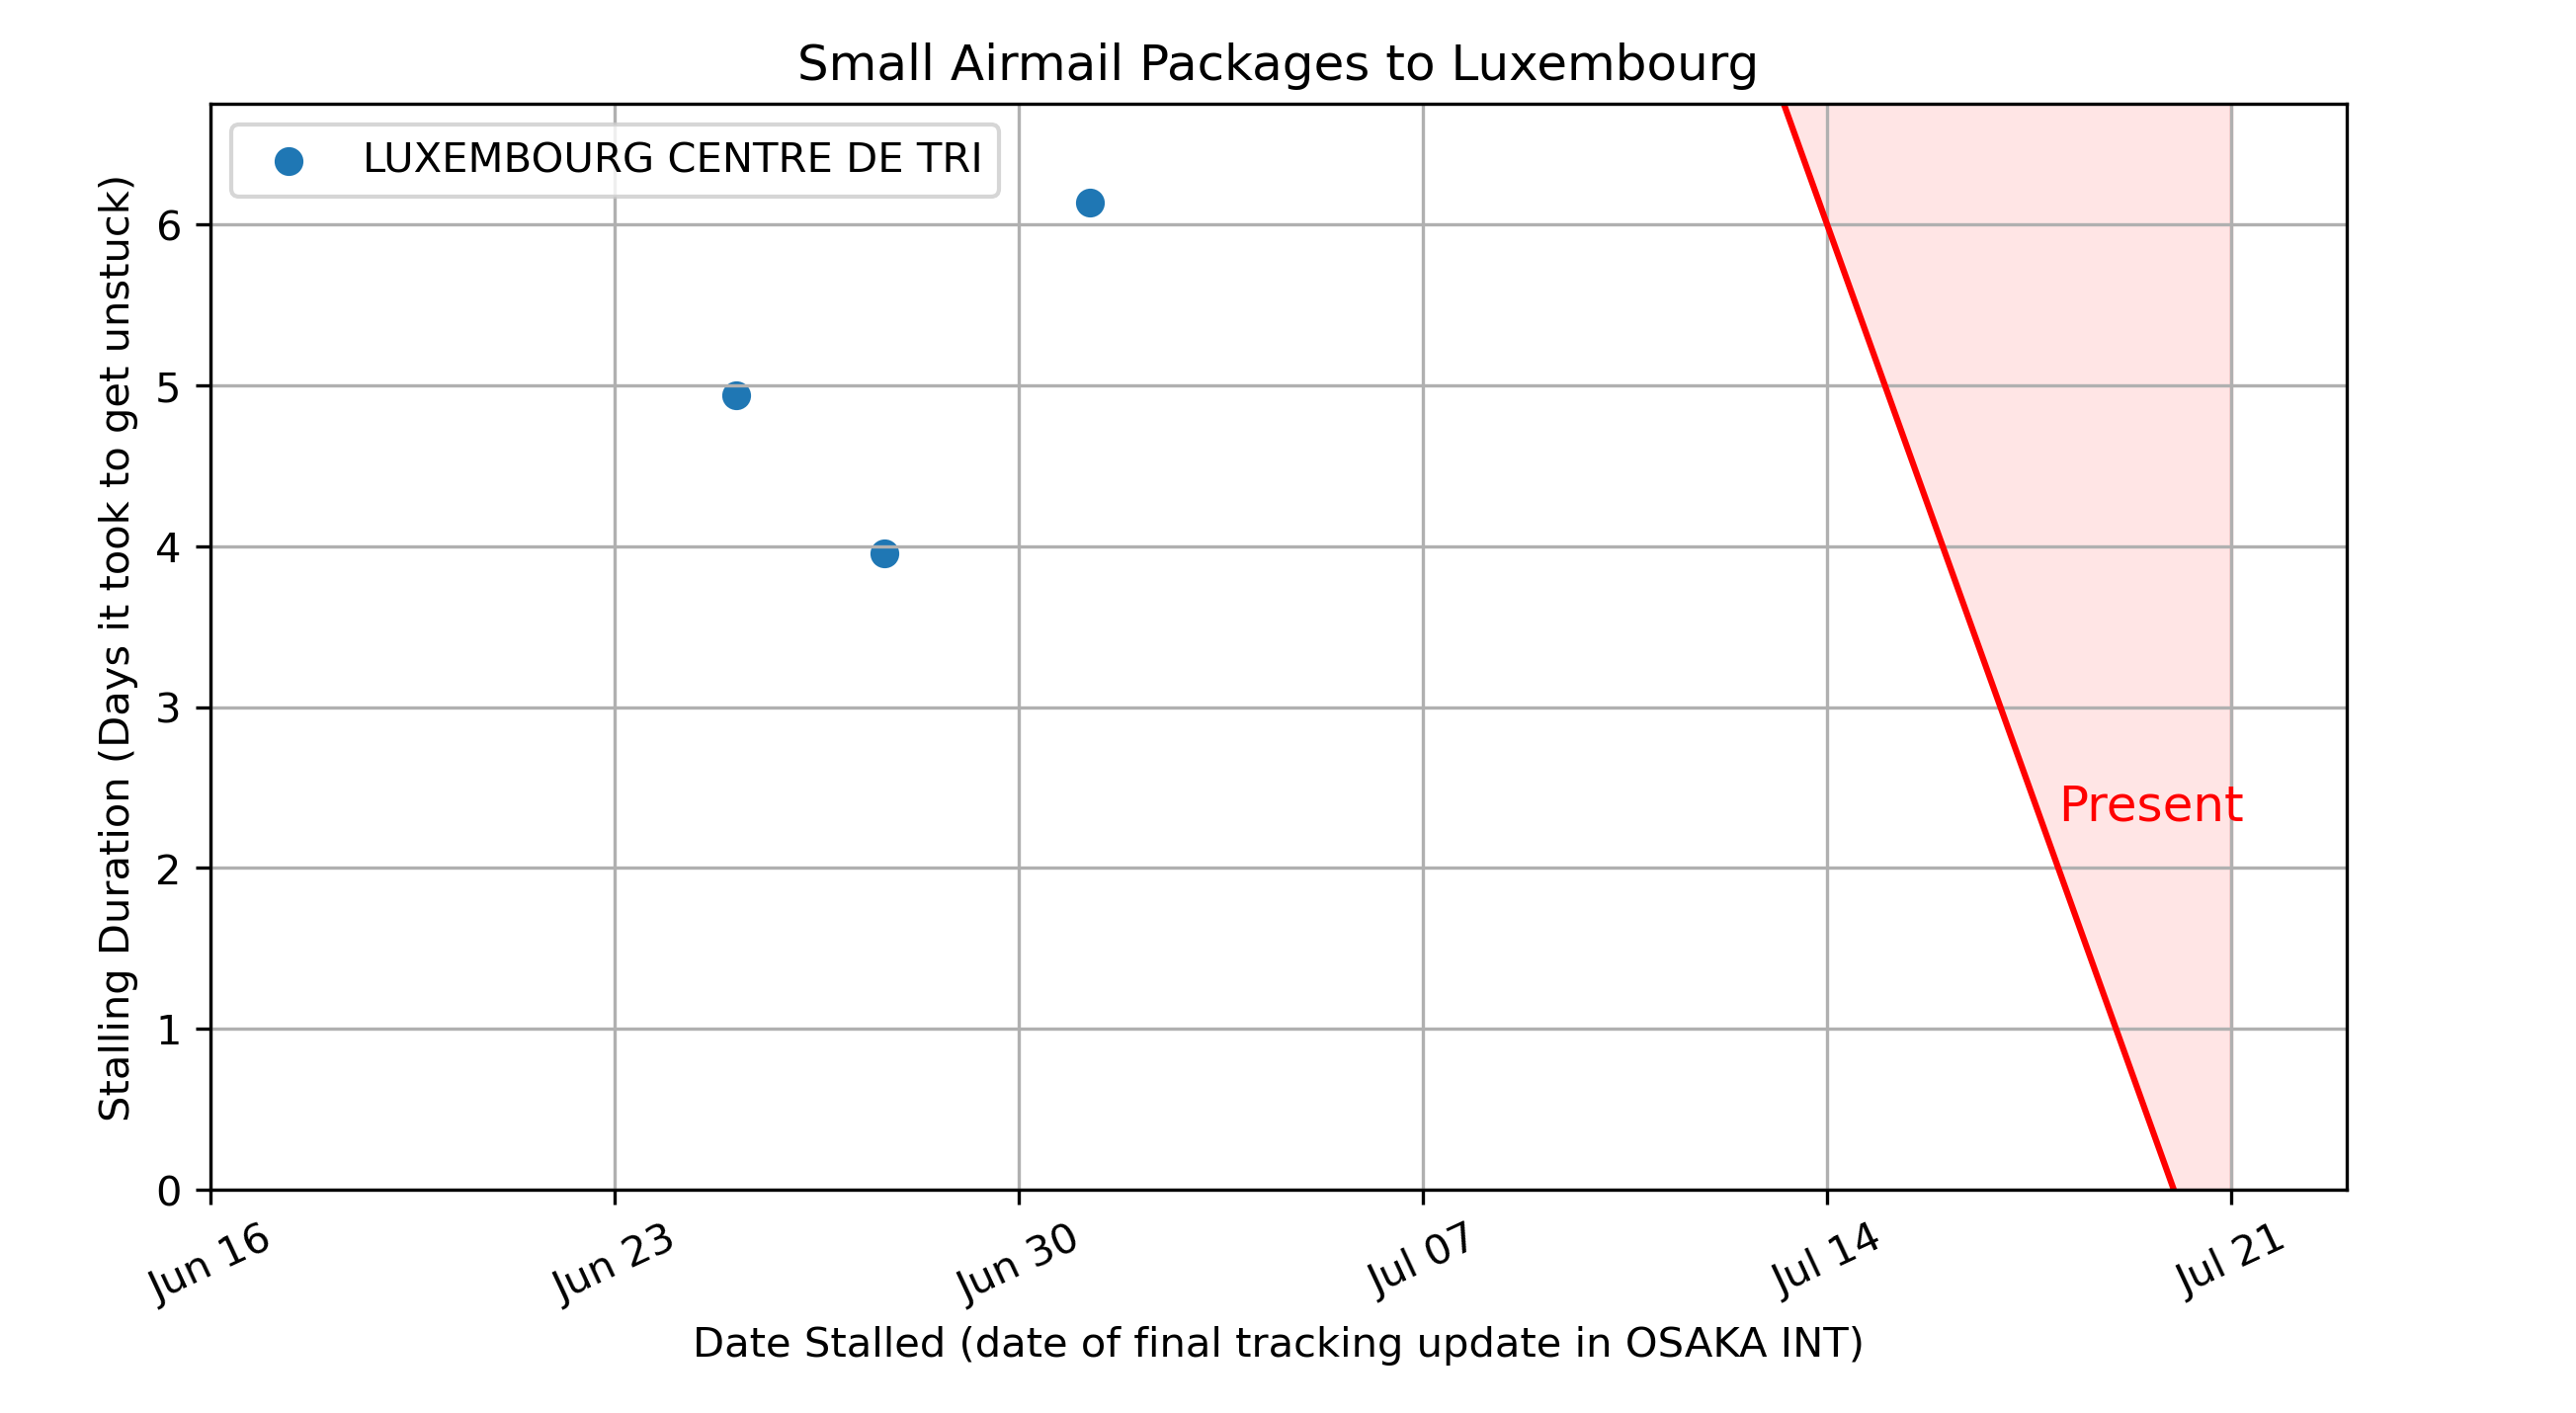 Small Airmail Packages to Luxembourg
LUXEMBOURG CENTRE DE TRI
Stalling Duration (Days it took to get unstuck)
6
5
4
3
2
1
0
Present
Jun 16
Jun 23
Jun 30
Jul 07
Jul 14
Jul 21
Date Stalled (date of final tracking update in OSAKA INT)